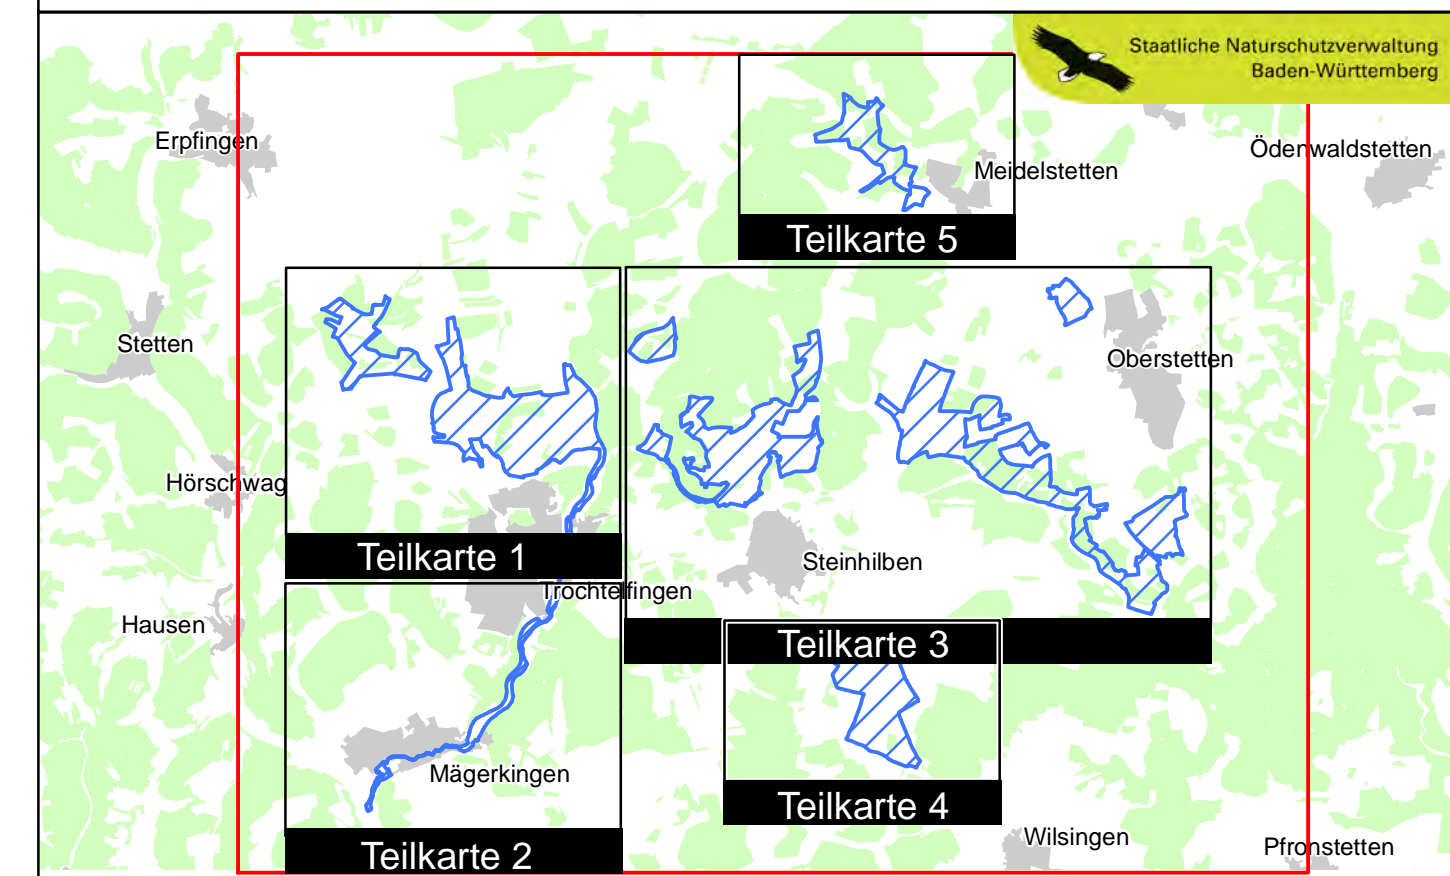 Staatliche Naturschutzverwaltung
Baden-Württemberg
Erpfingen
Ödenwaldstetten
Meidelstetten
Teilkarte 5
Stetten
Oberstetten
Hörschwag
Teilkarte 1
Steinhilben
Trochtelfingen
Hausen
Teilkarte 3
Mägerkingen
Teilkarte 4
Wilsingen
Pfronstetten
Teilkarte 2